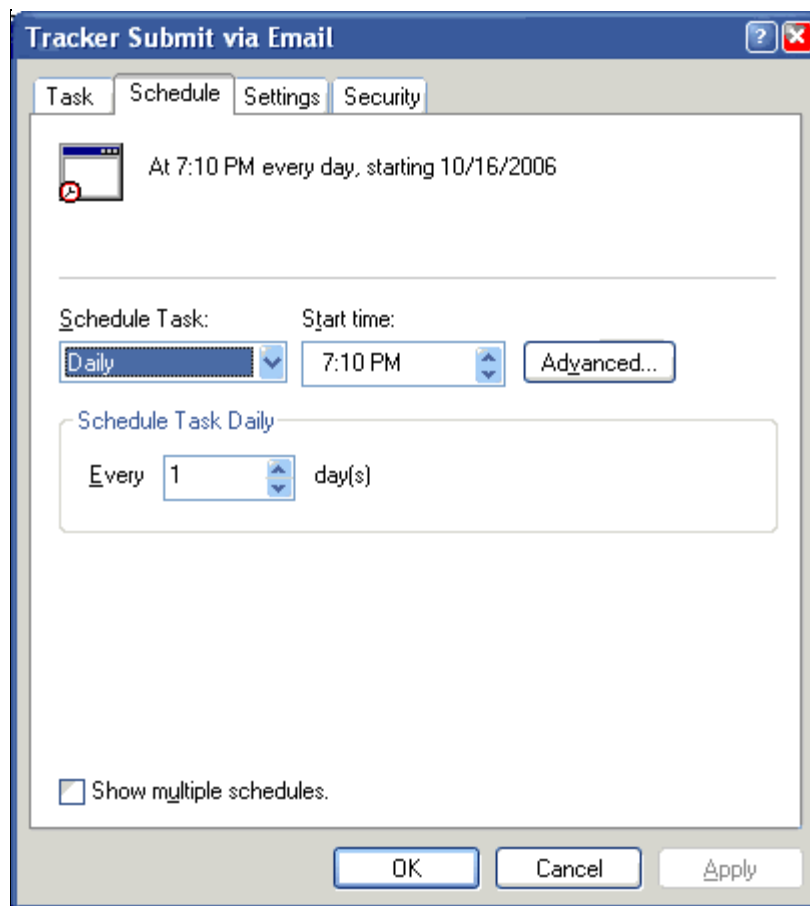 Tracker Submit via Email
Task Schedule Settings Security
At 7:10 PM every day, starting 10/16/2006
Schedule Task: Start time:
Daily 7:10 PM Advanced...
Schedule Task Daily
Every 1 day(s)
Show multiple schedules.
OK Cancel Apply